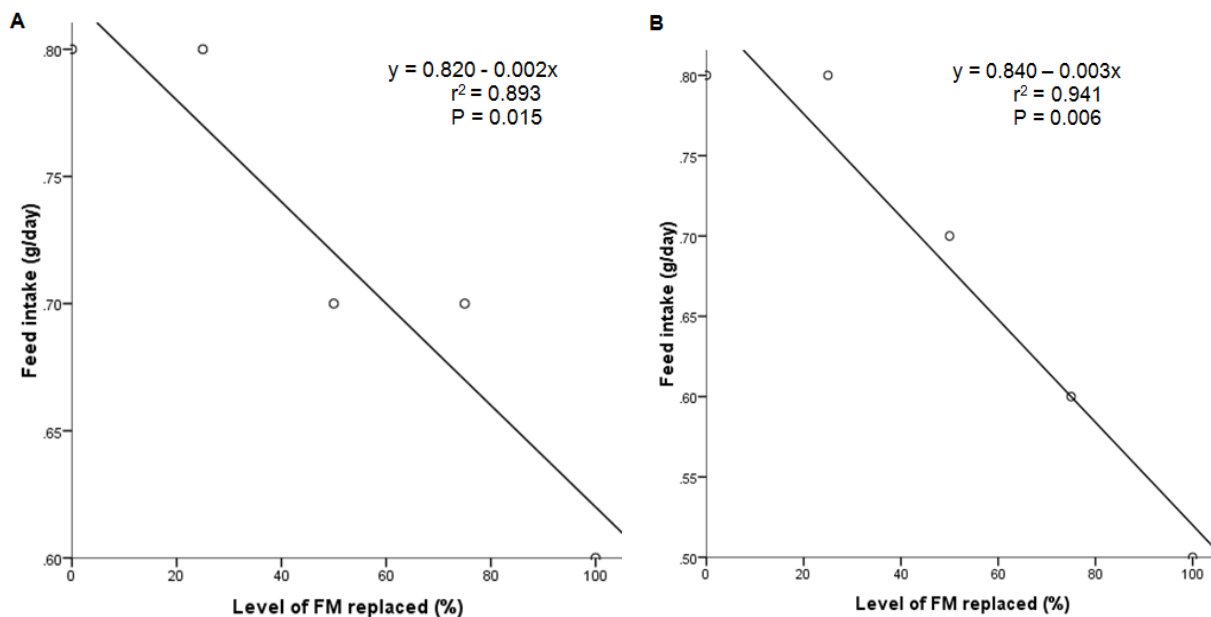 A
y = 0.820 - 0.002x
r² = 0.893
P = 0.015
Feed intake (g/day)
.80
.75
.70
.65
.60
0 20 40 60 80 100
Level of FM replaced (%)
B
y = 0.840 – 0.003x
r² = 0.941
P = 0.006
Feed intake (g/day)
.80
.75
.70
.65
.60
.55
.50
0 20 40 60 80 100
Level of FM replaced (%)